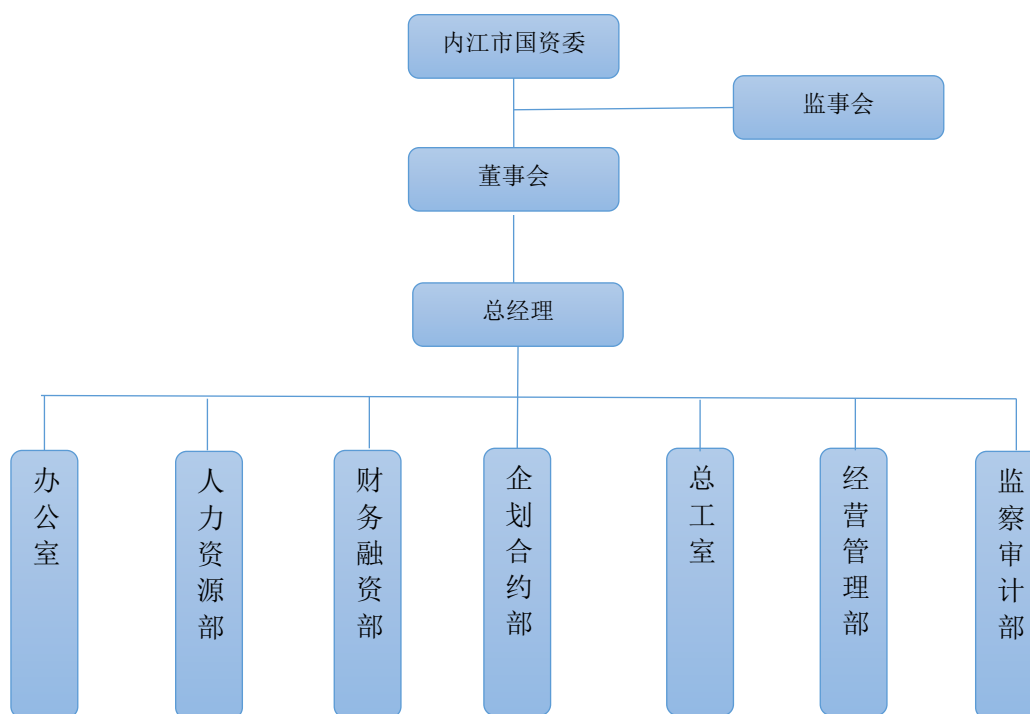 内江市国资委
监事会
董事会
总经理
办公室
人力资源部
财务融资部
企划合约部
总工室
经营管理部
监察审计部